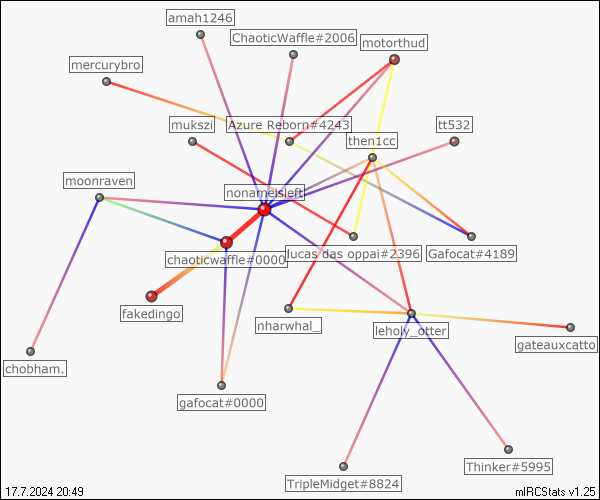 amah1246
ChaoticWaffle#2006
motorthud
mercurybro
mukszi
Azure Reborn#4243
tt532
then1cc
moonraven
nonameisleft
chaoticwaffle#0000
lucas das oppai#2396
Gafocat#4189
fakedingo
nharwhal_
leholy_otter
gateauxcatto
chobham.
gafocat#0000
Thinker#5995
TripleMidget#8824
17.7.2024 20:49
mIRCStats v1.25